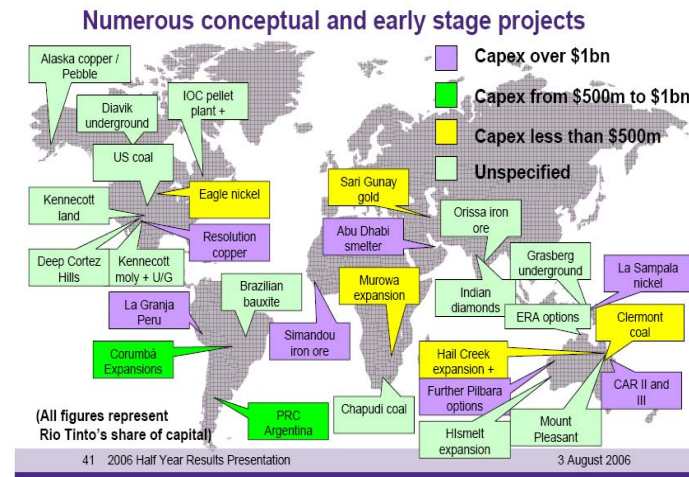 Numerous conceptual and early stage projects
Capex over $1bn
Capex from $500m to $1bn
Capex less than $500m
Unspecified
Alaska copper /
Pebble
Diavik
underground
IOC pellet
plant +
US coal
Eagle nickel
Kennecott
land
Resolution
copper
Deep Cortez
Hills
Kennecott
moly + U/G
Sari Gunay
gold
Abu Dhabi
smelter
Orissa iron
ore
Grasberg
underground
La Sampala
nickel
Indian
diamonds
ERA options
Clermont
coal
La Granja
Peru
Brazilian
bauxite
Simandou
iron ore
Murowa
expansion
Corumbá
Expansions
Hail Creek
expansion +
Further Pilbara
options
CAR II and
III
PRC
Argentina
Chapudi coal
HIsmelt
expansion
Mount
Pleasant
(All figures represent
Rio Tinto's share of capital)
41 2006 Half Year Results Presentation
3 August 2006